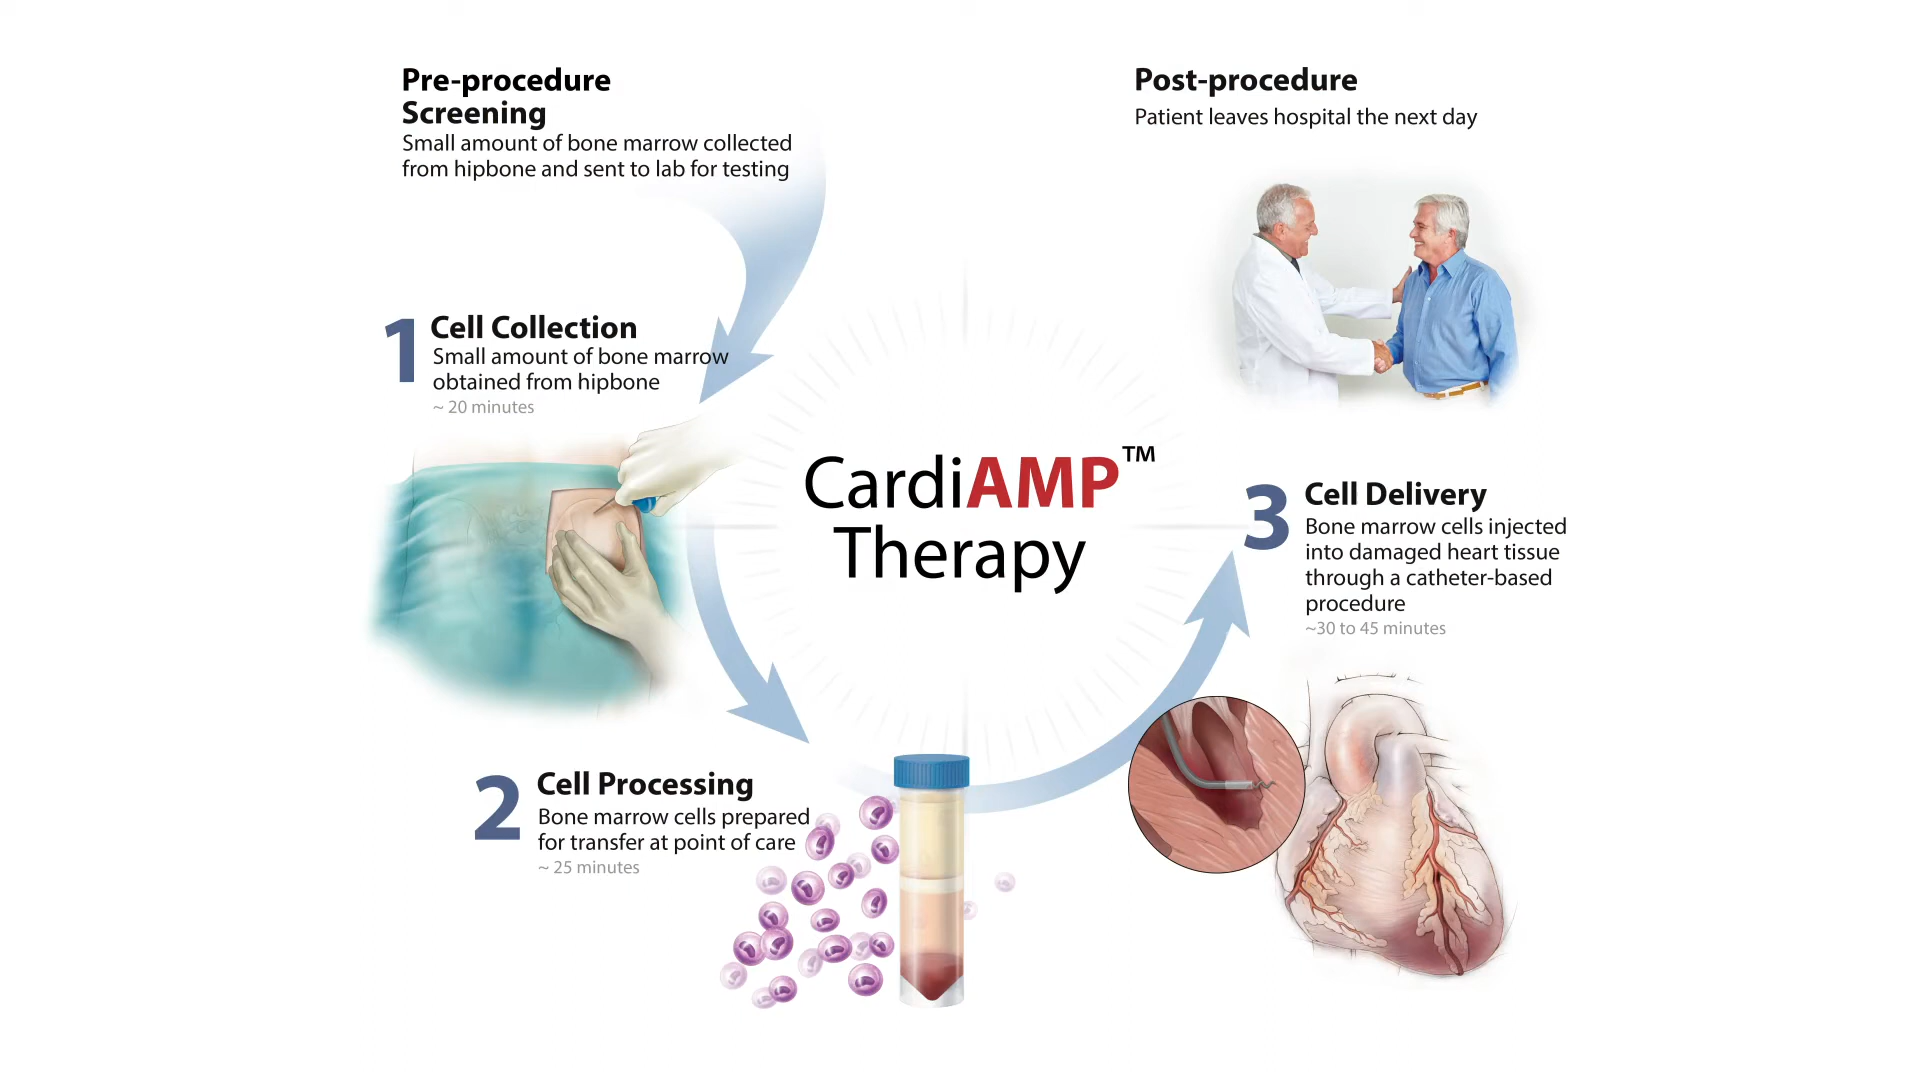 Pre-procedure
Screening
Small amount of bone marrow collected
from hipbone and sent to lab for testing
1
Cell Collection
Small amount of bone marrow
obtained from hipbone
~ 20 minutes
2
Cell Processing
Bone marrow cells prepared
for transfer at point of care
~ 25 minutes
CardiAMP™
Therapy
3
Cell Delivery
Bone marrow cells injected
into damaged heart tissue
through a catheter-based
procedure
~30 to 45 minutes
Post-procedure
Patient leaves hospital the next day